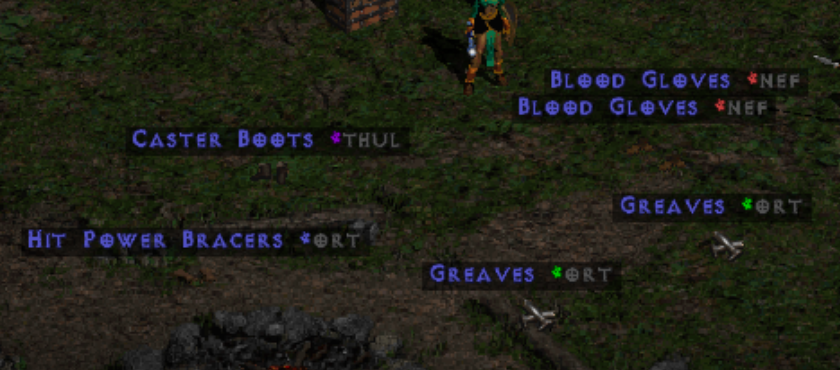 Blood Gloves *Nef
Blood Gloves *Nef
Caster Boots *Thul
Greaves *Ort
Hit Power Bracers *Ort
Greaves *Ort